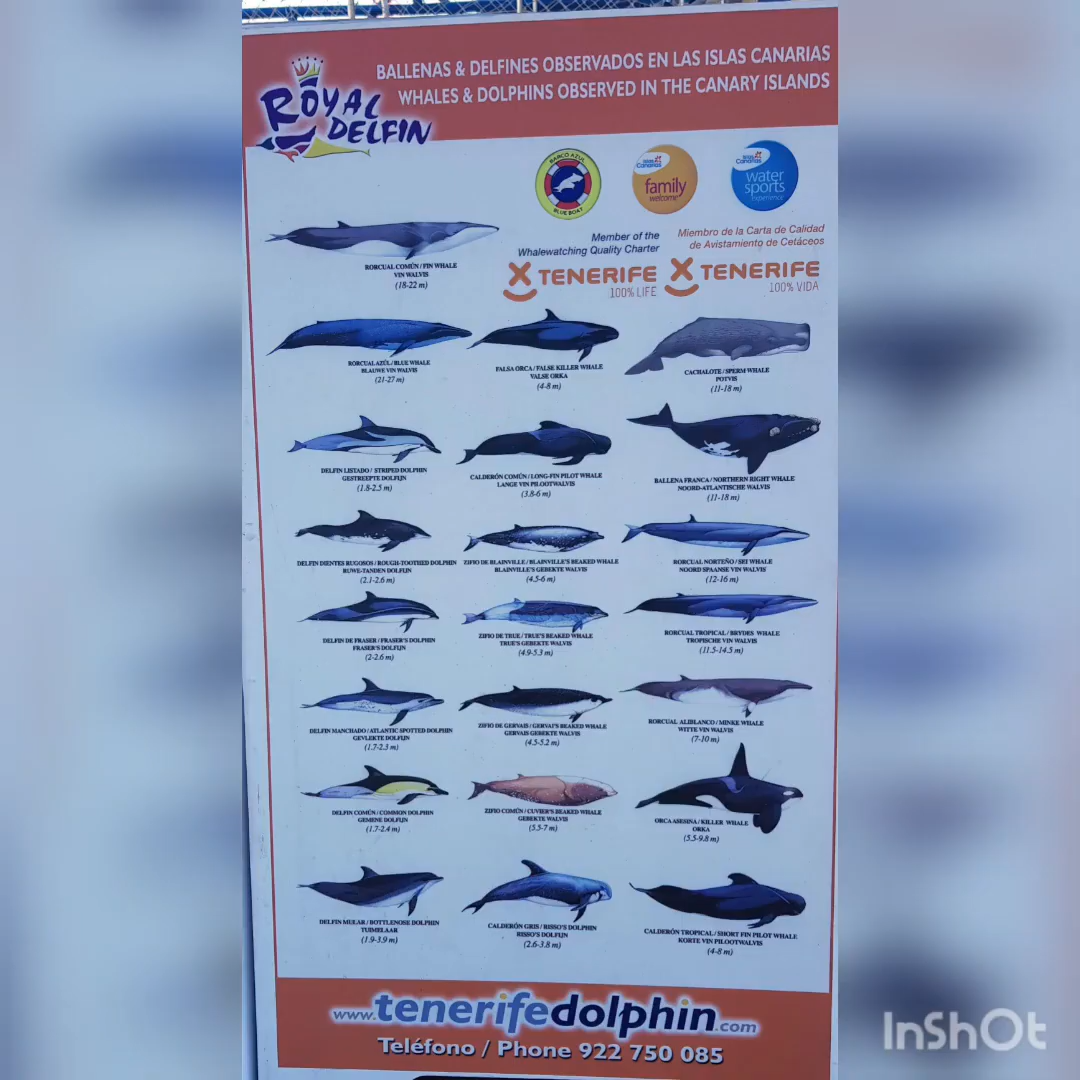 BALLENAS & DELFINES OBSERVADOS EN LAS ISLAS CANARIAS
WHALES & DOLPHINS OBSERVED IN THE CANARY ISLANDS
ROYAL
DELFIN
BARCO AZUL
BLUE BOAT
Islas
Canarias
family
welcome
Islas
Canarias
water
sports
experience
Member of the
Whalewatching Quality Charter
Miembro de la Carta de Calidad
de Avistamiento de Cetáceos
TENERIFE
100% LIFE
TENERIFE
100% VIDA
RORCUAL COMÚN / FIN WHALE
VIN WALVIS
(18-22 m)
RORCUAL AZÚL / BLUE WHALE
BLAUWE VIN WALVIS
(21-27 m)
FALSA ORCA / FALSE KILLER WHALE
VALSE ORKA
(4-8 m)
CACHALOTE / SPERM WHALE
POTVIS
(11-18 m)
DELFIN LISTADO / STRIPED DOLPHIN
GESTREEPTE DOLFIJN
(1.8-2.5 m)
CALDERÓN COMÚN / LONG-FIN PILOT WHALE
LANGE VIN PILOOTWALVIS
(3.8-6 m)
BALLENA FRANCA / NORTHERN RIGHT WHALE
NOORD-ATLANTISCHE WALVIS
(11-18 m)
DELFIN DIENTES RUGOSOS / ROUGH-TOOTHED DOLPHIN
RUWE-TANDEN DOLFIJN
(2.1-2.6 m)
ZIFIO DE BLAINVILLE / BLAINVILLE'S BEAKED WHALE
BLAINVILLE'S GEBEKTE WALVIS
(4.5-6 m)
RORCUAL NORTEÑO / SEI WHALE
NOORD SPAANSE VIN WALVIS
(12-16 m)
DELFIN DE FRASER / FRASER'S DOLPHIN
FRASER'S DOLFIJN
(2-2.6 m)
ZIFIO DE TRUE / TRUE'S BEAKED WHALE
TRUE'S GEBEKTE WALVIS
(4.9-5.3 m)
RORCUAL TROPICAL / BRYDES WHALE
TROPISCHE VIN WALVIS
(11.5-14.5 m)
DELFIN MANCHADO / ATLANTIC SPOTTED DOLPHIN
GEVLEKTE DOLFIJN
(1.7-2.3 m)
ZIFIO DE GERVAIS / GERVAI'S BEAKED WHALE
GERVAIS GEBEKTE WALVIS
(4.5-5.2 m)
RORCUAL ALIBLANCO / MINKE WHALE
WITTE VIN WALVIS
(7-10 m)
DELFIN COMÚN / COMMON DOLPHIN
GEMENE DOLFIJN
(1.7-2.4 m)
ZIFIO COMÚN / CUVIER'S BEAKED WHALE
GEBEKTE WALVIS
(5.5-7 m)
ORCA ASESINA / KILLER WHALE
ORKA
(5.5-9.8 m)
DELFIN MULAR / BOTTLENOSE DOLPHIN
TUIMELAAR
(1.9-3.9 m)
CALDERÓN GRIS / RISSO'S DOLPHIN
RISSO'S DOLFIJN
(2.6-3.8 m)
CALDERÓN TROPICAL / SHORT FIN PILOT WHALE
KORTE VIN PILOOTWALVIS
(4-8 m)
www.tenerifedolphin.com
Teléfono / Phone 922 750 085
InShOt